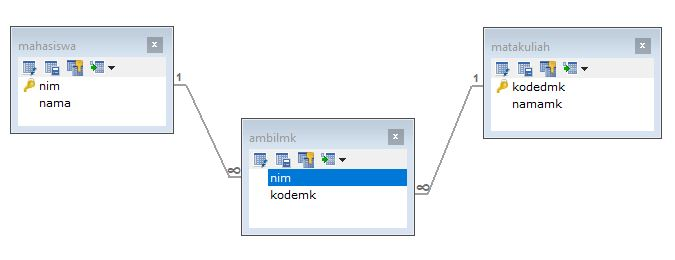 mahasiswa
nim
nama
1
matakuliah
kodedmk
namamk
1
ambilmk
nim
kodemk
∞
∞